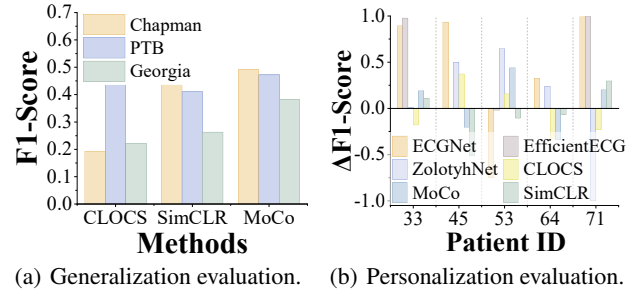 0.7
0.6
0.5
0.4
0.3
0.2
0.1
0.0
F1-Score
Chapman
PTB
Georgia
CLOCS SimCLR MoCo
Methods
(a) Generalization evaluation.
1.0
0.5
0.0
-0.5
-1.0
ΔF1-Score
ECGNet EfficientECG
ZolotyhNet CLOCS
MoCo SimCLR
33 45 53 64 71
Patient ID
(b) Personalization evaluation.